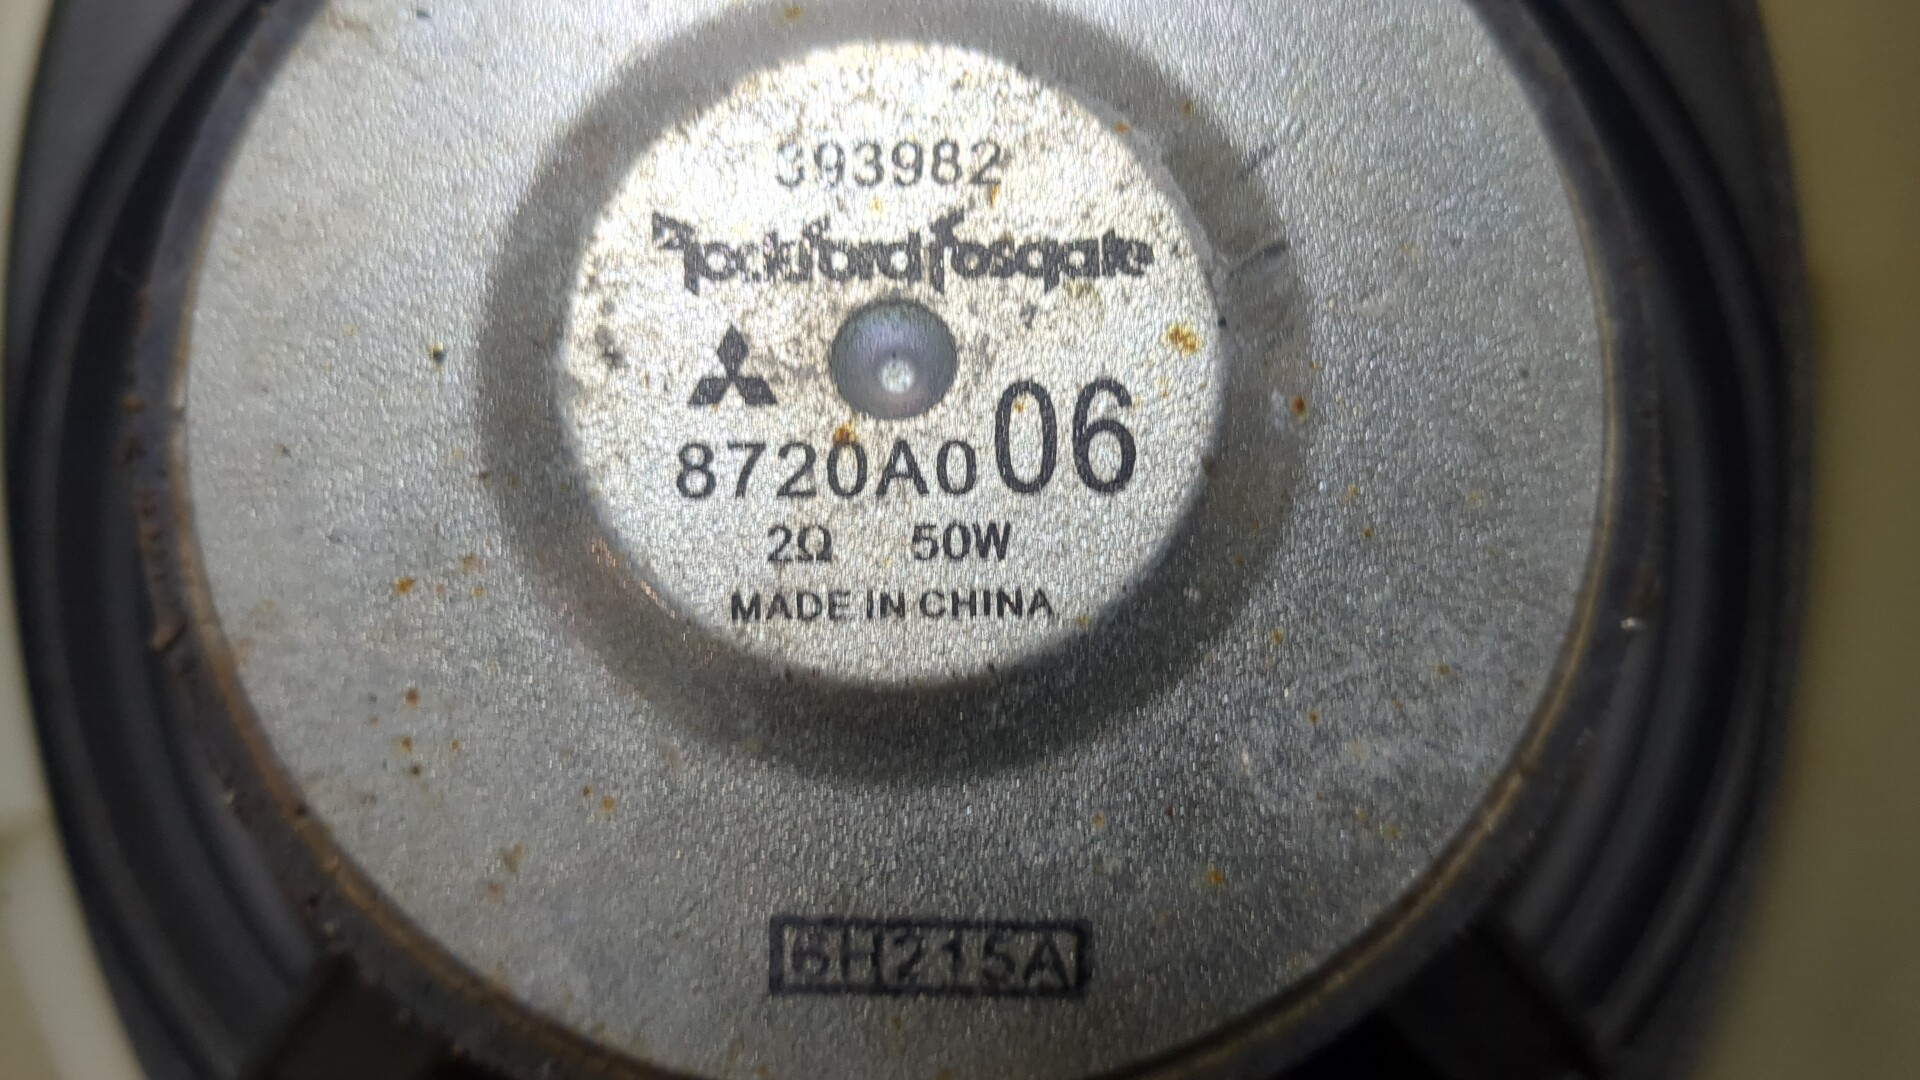 393982
Rockford Fosgate
8720A006
2Ω 50W
MADE IN CHINA
6H215A